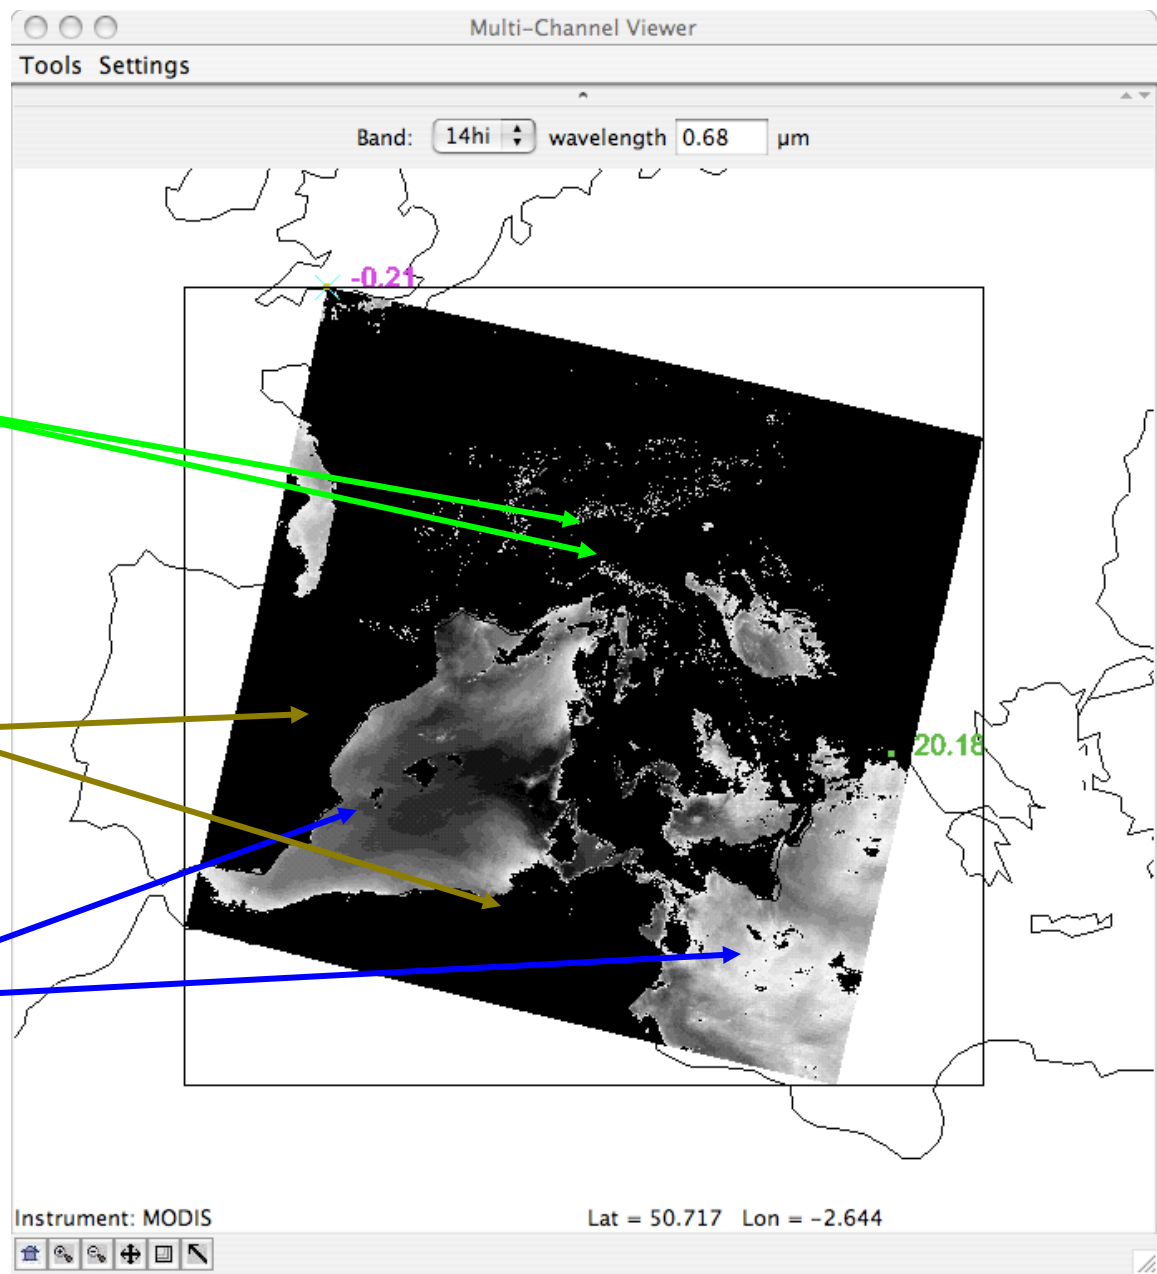 Multi-Channel Viewer
Tools Settings
Band: 14hi wavelength 0.68 µm
-0.21
20.18
Instrument: MODIS Lat = 50.717 Lon = -2.644